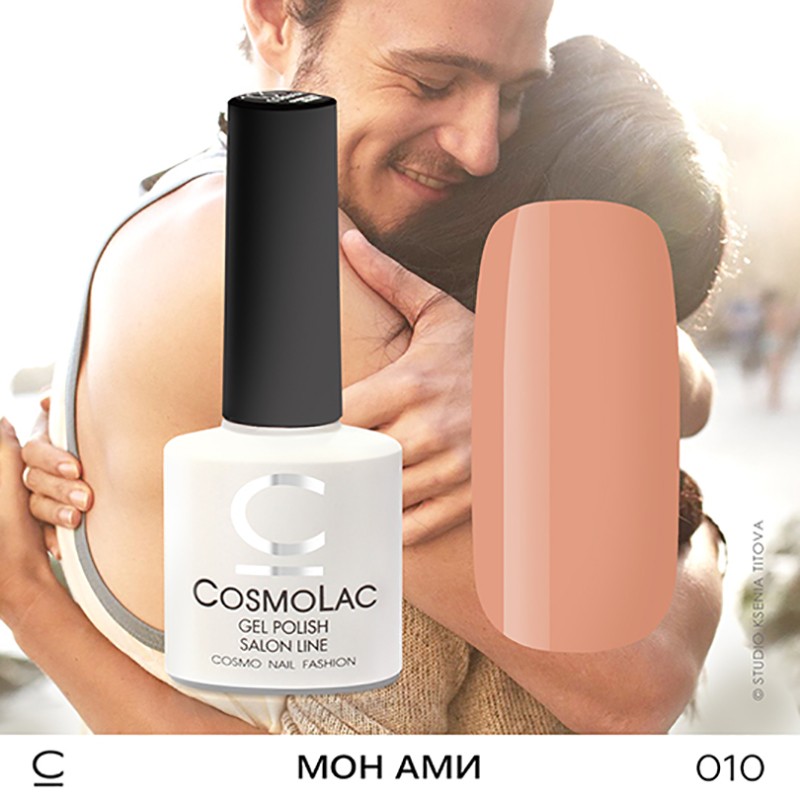 COSMOLAC
GEL POLISH
SALON LINE
COSMO NAIL FASHION
© STUDIO KSENIA TITOVA
МОН АМИ
010